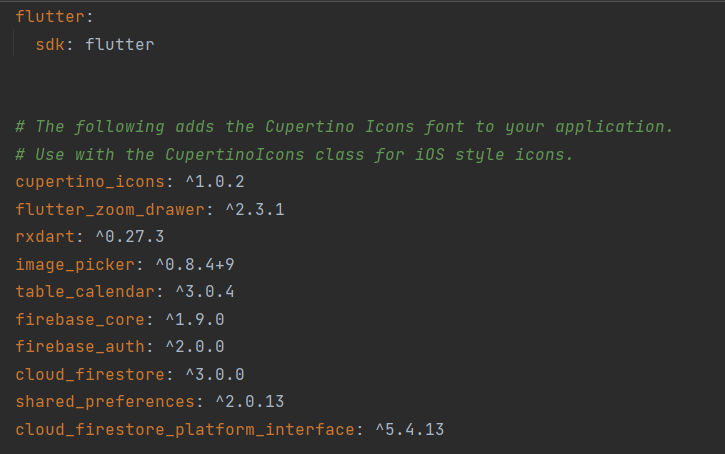 flutter:
sdk: flutter
# The following adds the Cupertino Icons font to your application.
# Use with the CupertinoIcons class for iOS style icons.
cupertino_icons: ^1.0.2
flutter_zoom_drawer: ^2.3.1
rxdart: ^0.27.3
image_picker: ^0.8.4+9
table_calendar: ^3.0.4
firebase_core: ^1.9.0
firebase_auth: ^2.0.0
cloud_firestore: ^3.0.0
shared_preferences: ^2.0.13
cloud_firestore_platform_interface: ^5.4.13